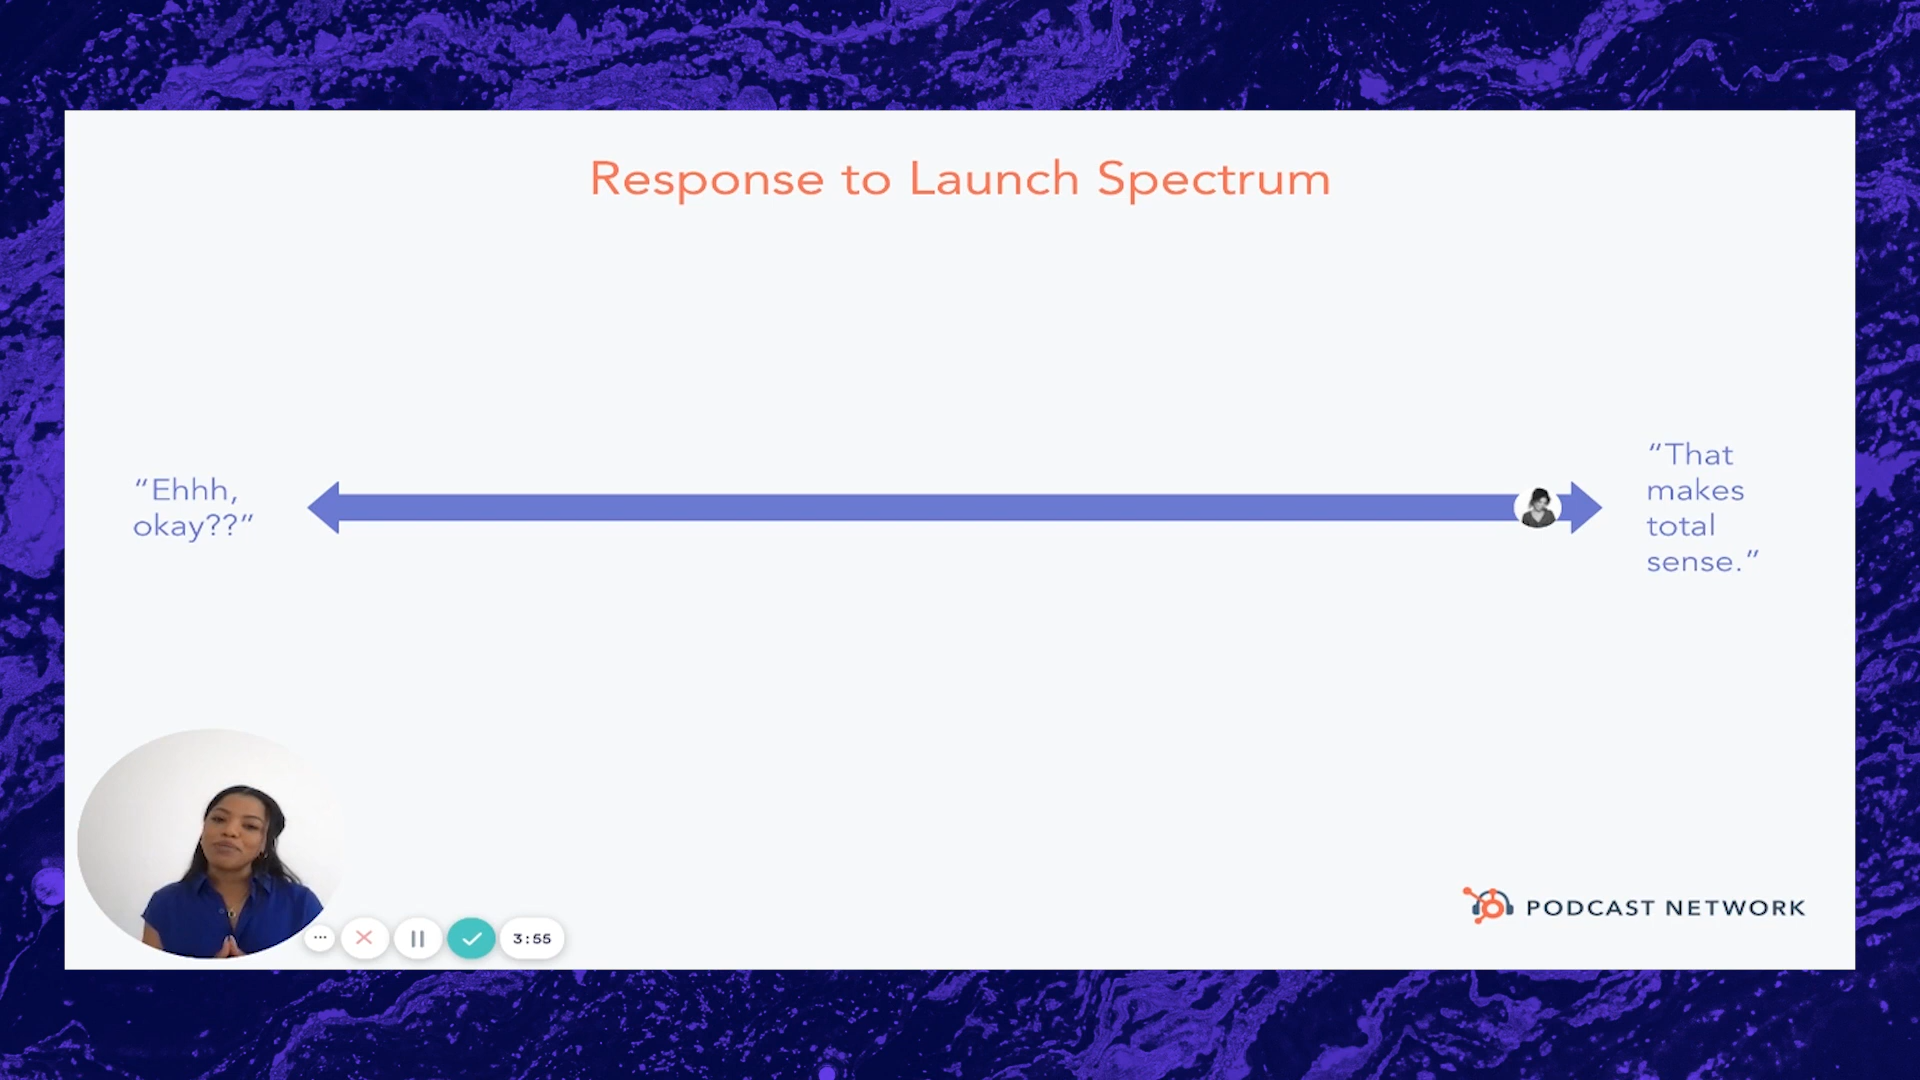 Response to Launch Spectrum
“Ehhh,
okay??”
“That
makes
total
sense.”
PODCAST NETWORK
3:55